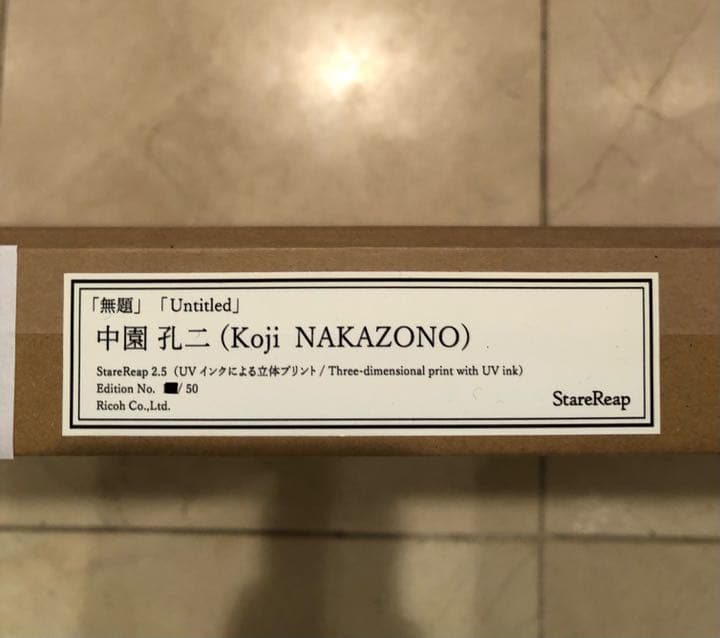 「無題」「Untitled」
中園 孔二 (Koji NAKAZONO)
StareReap 2.5（UV インクによる立体プリント / Three-dimensional print with UV ink）
Edition No. / 50
Ricoh Co.,Ltd.
StareReap